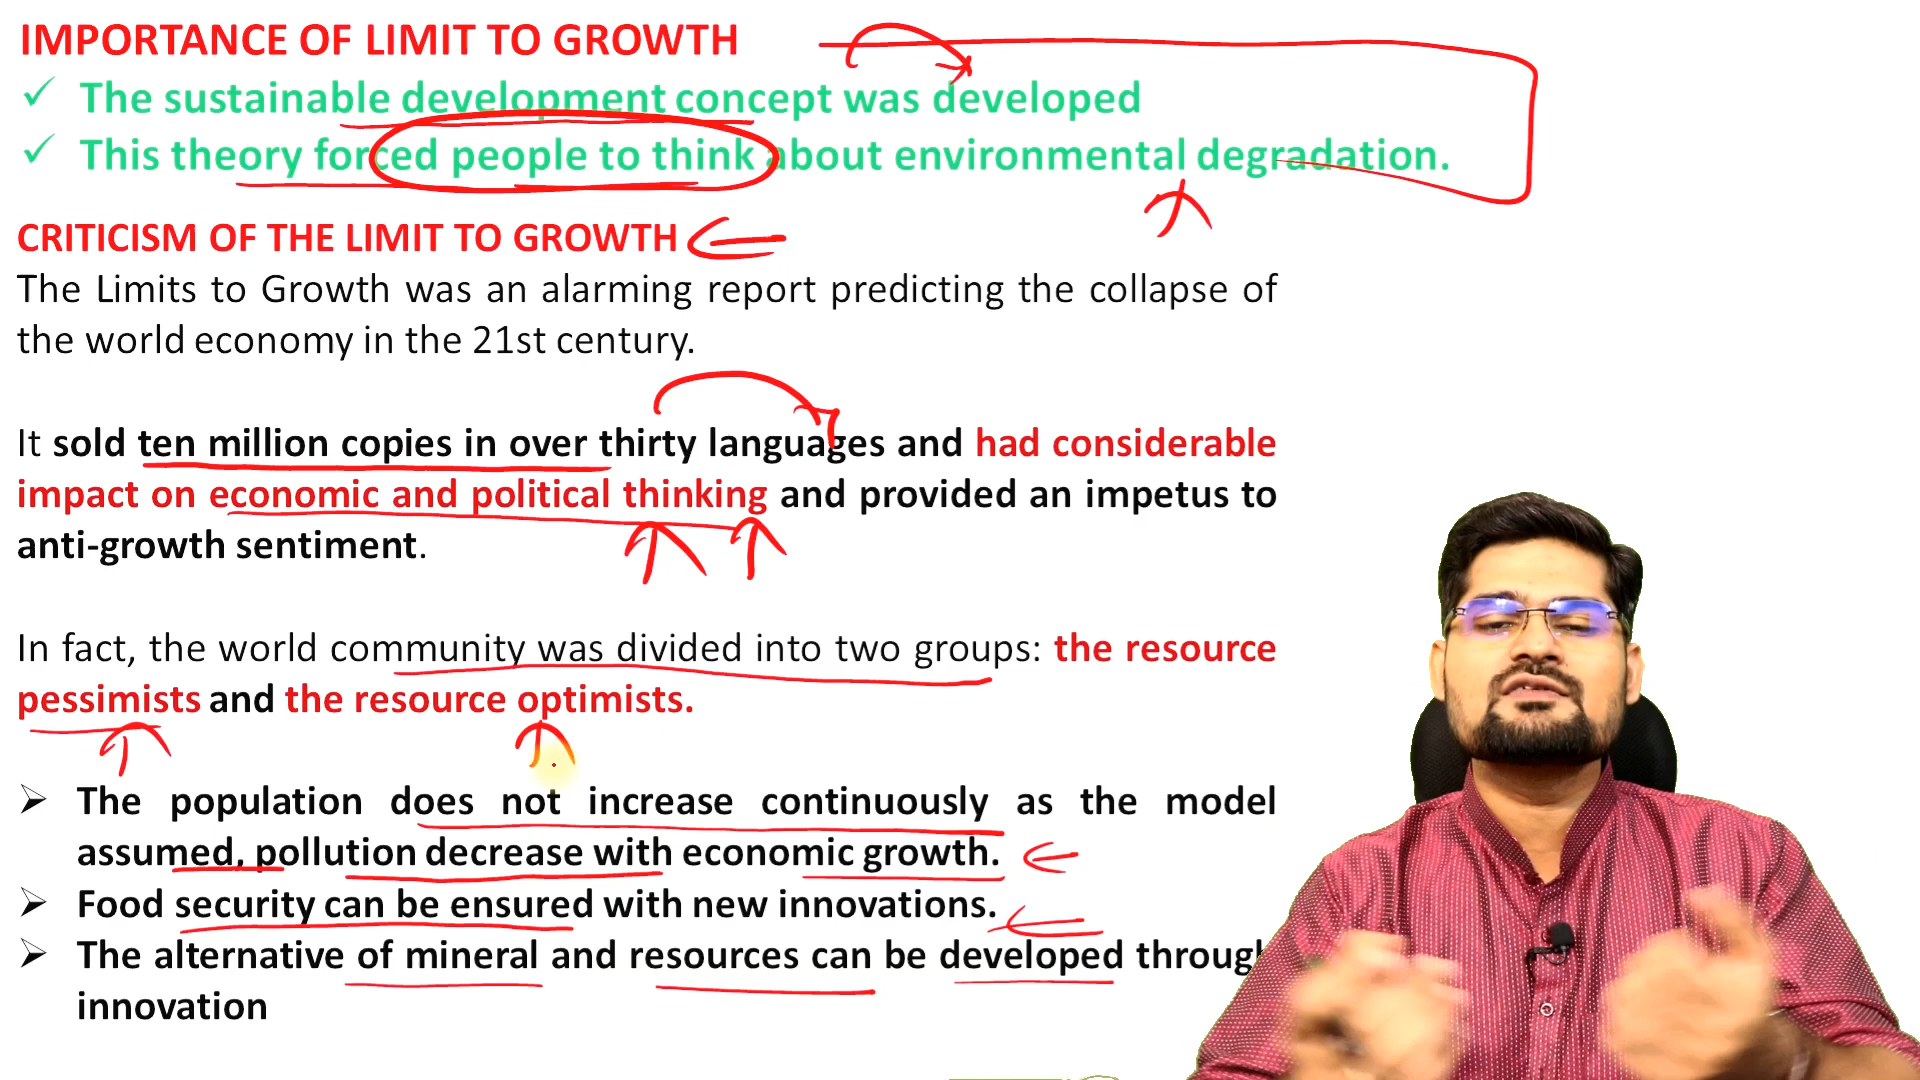 IMPORTANCE OF LIMIT TO GROWTH
✓ The sustainable development concept was developed
✓ This theory forced people to think about environmental degradation.
CRITICISM OF THE LIMIT TO GROWTH
The Limits to Growth was an alarming report predicting the collapse of
the world economy in the 21st century.
It sold ten million copies in over thirty languages and had considerable
impact on economic and political thinking and provided an impetus to
anti-growth sentiment.
In fact, the world community was divided into two groups: the resource
pessimists and the resource optimists.
➢ The population does not increase continuously as the model
assumed, pollution decrease with economic growth.
➢ Food security can be ensured with new innovations.
➢ The alternative of mineral and resources can be developed through
innovation